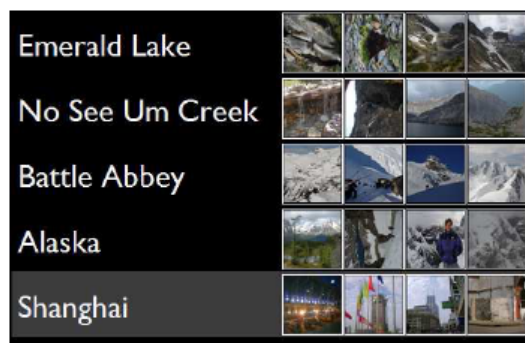 Emerald Lake
No See Um Creek
Battle Abbey
Alaska
Shanghai